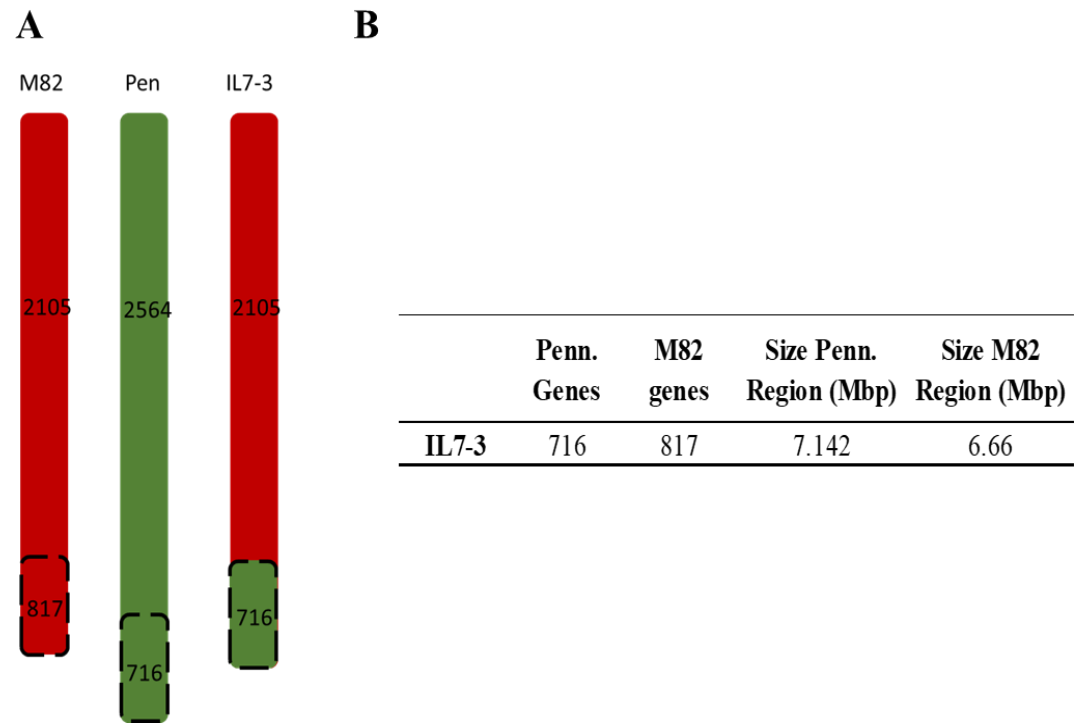 A
B
M82 Pen IL7-3
2105 2564 2105
817 716 716
Penn. Genes M82 genes Size Penn. Region (Mbp) Size M82 Region (Mbp)
IL7-3 716 817 7.142 6.66